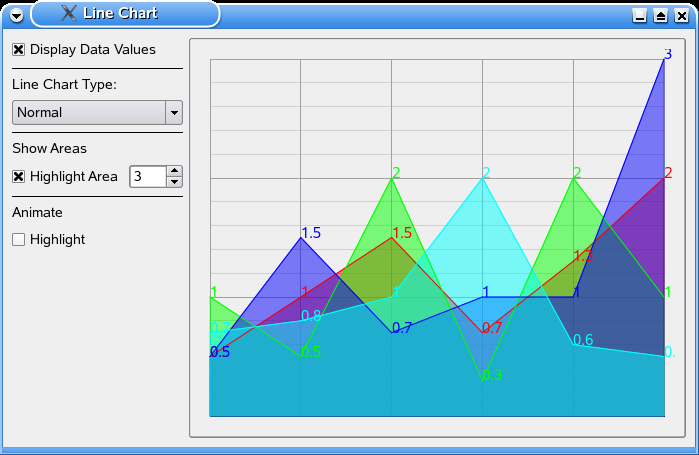 Line Chart
Display Data Values
Line Chart Type:
Normal
Show Areas
Highlight Area 3
Animate
Highlight
3
2 2 2 2
1.5 1.5
1.3
1 1 1 1 1 1
0.8
0.7 0.7
0.6
0.5 0.5 0.
0.3